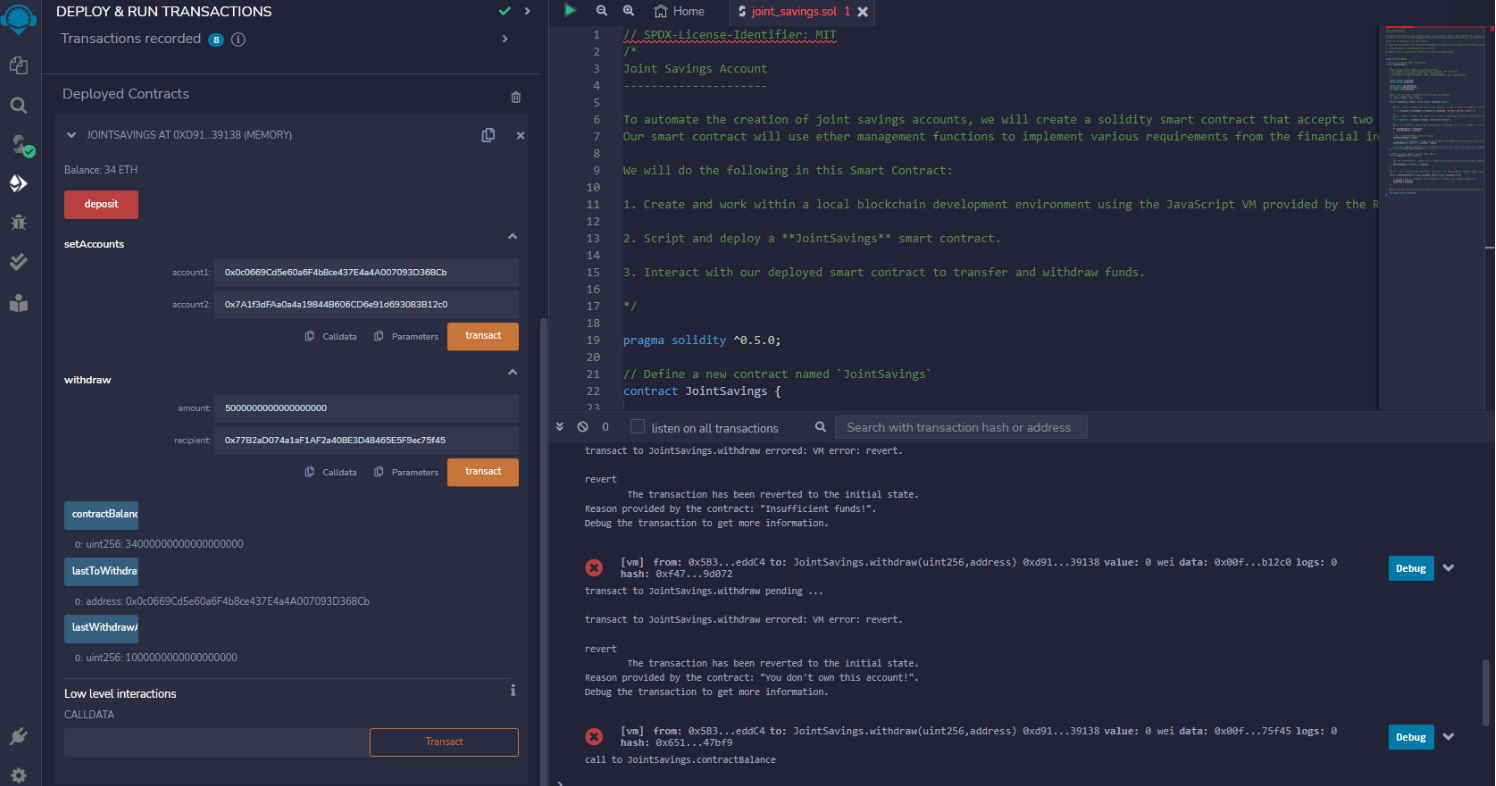 DEPLOY & RUN TRANSACTIONS
Transactions recorded 8 i
Deployed Contracts
JOINTSAVINGS AT 0XD91...39138 (MEMORY)
Balance: 34 ETH
deposit
setAccounts
account1: 0x0c0669Cd5e60a6F4b8ce437E4a4A007093D368Cb
account2: 0x7A1f3dFAa0a4a19844B606CD6e91d693083B12c0
Calldata Parameters transact
withdraw
amount: 5000000000000000000
recipient: 0x77B2aD074a1aF1AF2a408E3D48465E5F9ec75f45
Calldata Parameters transact
contractBalanc
0: uint256: 34000000000000000000
lastToWithdra
0: address: 0x0c0669Cd5e60a6F4b8ce437E4a4A007093D368Cb
lastWithdrawA
0: uint256: 10000000000000000000
Low level interactions i
CALLDATA
Transact
Home
joint_savings.sol 1
1 // SPDX-License-Identifier: MIT
2 /*
3 Joint Savings Account
4 --------------------
5
6 To automate the creation of joint savings accounts, we will create a solidity smart contract that accepts two
7 Our smart contract will use ether management functions to implement various requirements from the financial in
8
9 We will do the following in this Smart Contract:
10
11 1. Create and work within a local blockchain development environment using the JavaScript VM provided by the R
12
13 2. Script and deploy a **JointSavings** smart contract.
14
15 3. Interact with our deployed smart contract to transfer and withdraw funds.
16
17 */
18
19 pragma solidity ^0.5.0;
20
21 // Define a new contract named `JointSavings`
22 contract JointSavings {
23
0 listen on all transactions Search with transaction hash or address
transact to JointSavings.withdraw errored: VM error: revert.
revert
The transaction has been reverted to the initial state.
Reason provided by the contract: "Insufficient funds!".
Debug the transaction to get more information.
[vm] from: 0x5B3...eddC4 to: JointSavings.withdraw(uint256,address) 0xd91...39138 value: 0 wei data: 0x00f...b12c0 logs: 0
hash: 0xf47...9d072
Debug
transact to JointSavings.withdraw pending ...
transact to JointSavings.withdraw errored: VM error: revert.
revert
The transaction has been reverted to the initial state.
Reason provided by the contract: "You don't own this account!".
Debug the transaction to get more information.
[vm] from: 0x5B3...eddC4 to: JointSavings.withdraw(uint256,address) 0xd91...39138 value: 0 wei data: 0x00f...75f45 logs: 0
hash: 0x651...47bf9
Debug
call to JointSavings.contractBalance